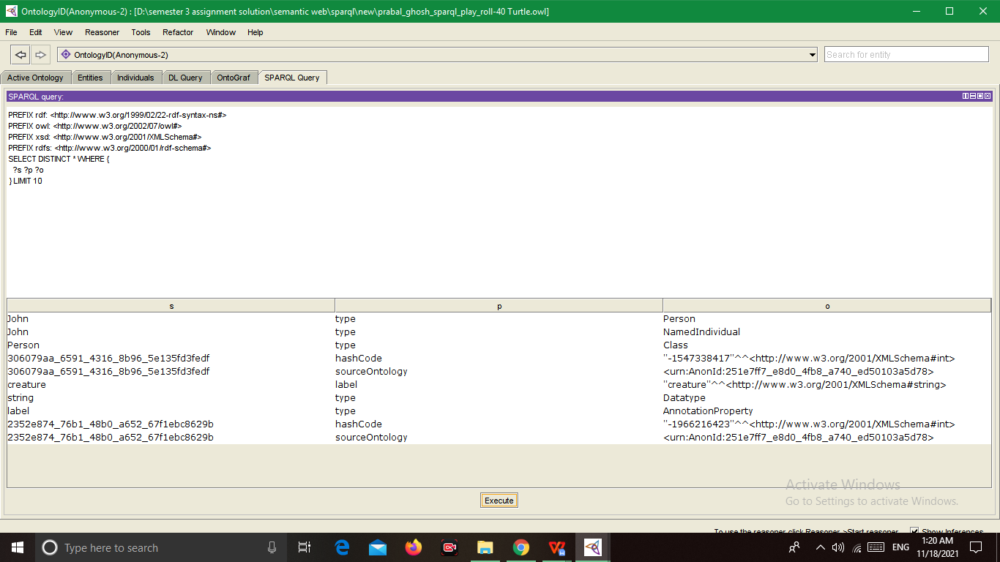 OntologyID(Anonymous-2) : [D:\semester 3 assignment solution\semantic web\sparql\new\prabal_ghosh_sparql_play_roll-40 Turtle.owl]
File Edit View Reasoner Tools Refactor Window Help
OntologyID(Anonymous-2) Search for entity
Active Ontology Entities Individuals DL Query OntoGraf SPARQL Query
SPARQL query:
PREFIX rdf: <http://www.w3.org/1999/02/22-rdf-syntax-ns#>
PREFIX owl: <http://www.w3.org/2002/07/owl#>
PREFIX xsd: <http://www.w3.org/2001/XMLSchema#>
PREFIX rdfs: <http://www.w3.org/2000/01/rdf-schema#>
SELECT DISTINCT * WHERE {
?s ?p ?o
} LIMIT 10
s p o
John type Person
John type NamedIndividual
Person type Class
306079aa_6591_4316_8b96_5e135fd3fedf hashCode "-1547338417"^^<http://www.w3.org/2001/XMLSchema#int>
306079aa_6591_4316_8b96_5e135fd3fedf sourceOntology <urn:AnonId:251e7ff7_e8d0_4fb8_a740_ed50103a5d78>
creature label "creature"^^<http://www.w3.org/2001/XMLSchema#string>
string type Datatype
label type AnnotationProperty
2352e874_76b1_48b0_a652_67f1ebc8629b hashCode "-1966216423"^^<http://www.w3.org/2001/XMLSchema#int>
2352e874_76b1_48b0_a652_67f1ebc8629b sourceOntology <urn:AnonId:251e7ff7_e8d0_4fb8_a740_ed50103a5d78>
Activate Windows
Go to Settings to activate Windows.
Execute
To use the reasoner click Reasoner->Start reasoner Show Inferences
Type here to search
ENG
1:20 AM
11/18/2021